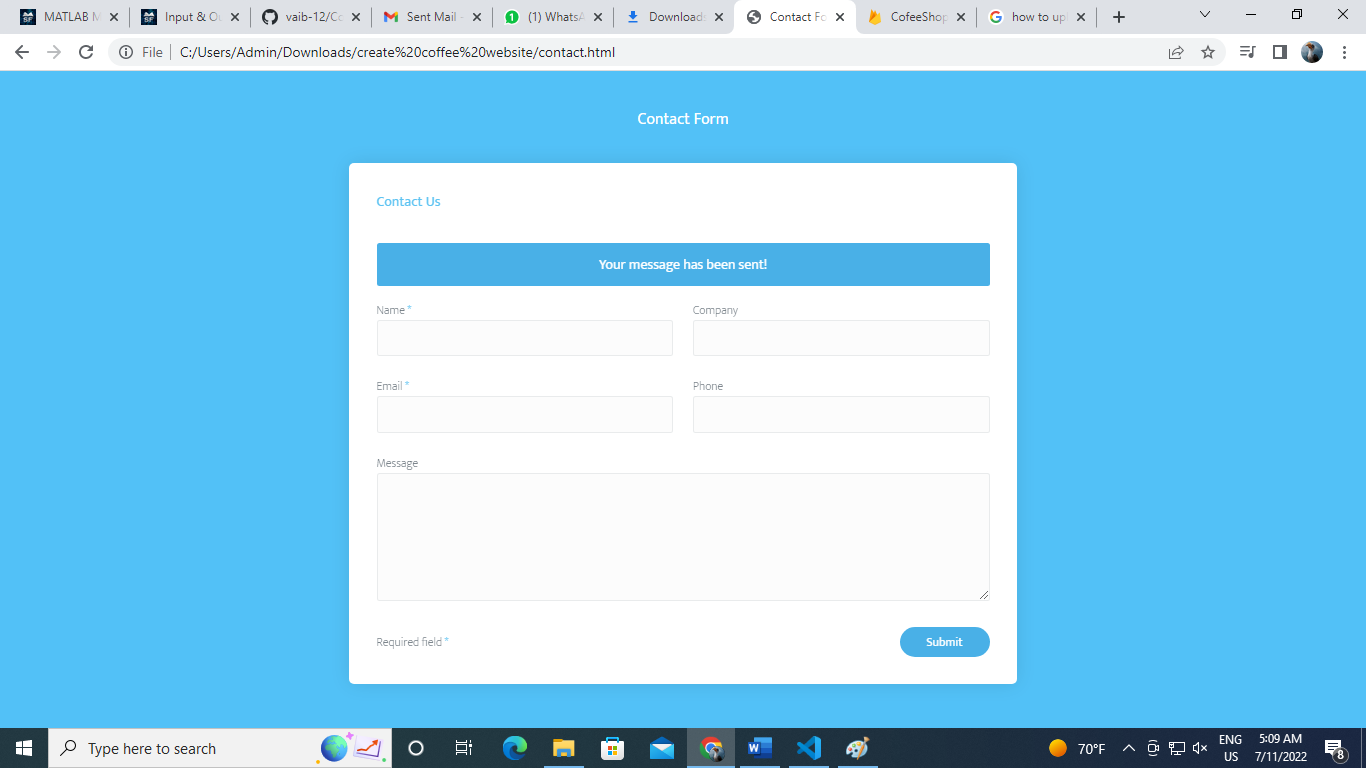 MATLAB M
Input & Ou
vaib-12/Co
Sent Mail -
(1) WhatsA
Downloads
Contact Fo
CofeeShop
how to upl
File
C:/Users/Admin/Downloads/create%20coffee%20website/contact.html
Contact Form
Contact Us
Your message has been sent!
Name *
Company
Email *
Phone
Message
Required field *
Submit
Type here to search
70°F
ENG
US
5:09 AM
7/11/2022
8